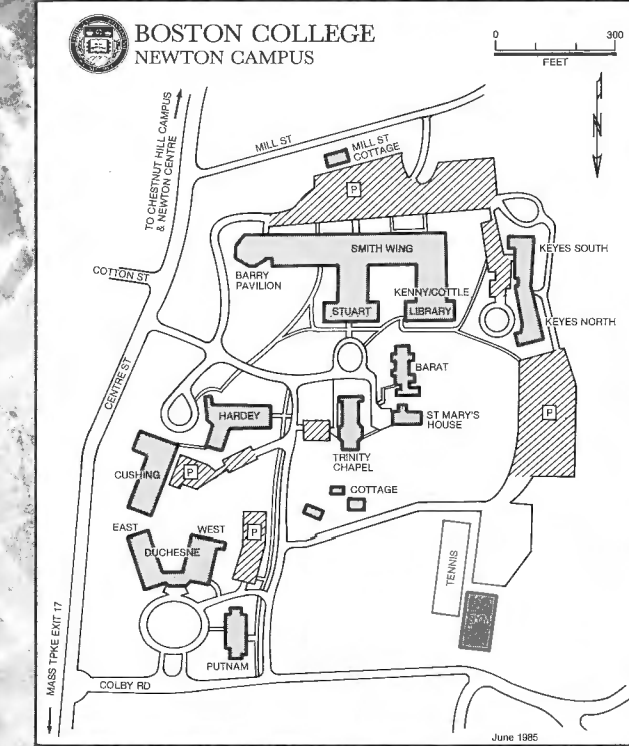 BOSTON COLLEGE
NEWTON CAMPUS
0 300
FEET
N
TO CHESTNUT HILL CAMPUS
& NEWTON CENTRE
MILL ST
MILL ST
COTTAGE
P
COTTON ST
BARRY
PAVILION
SMITH WING
STUART
KENNY/COTTLE
LIBRARY
KEYES SOUTH
KEYES NORTH
CENTRE ST
BARAT
HARDEY
ST MARY'S
HOUSE
P
TRINITY
CHAPEL
CUSHING
P
COTTAGE
EAST
WEST
DUCHESNE
P
TENNIS
MASS TPKE EXIT 17
PUTNAM
COLBY RD
June 1985